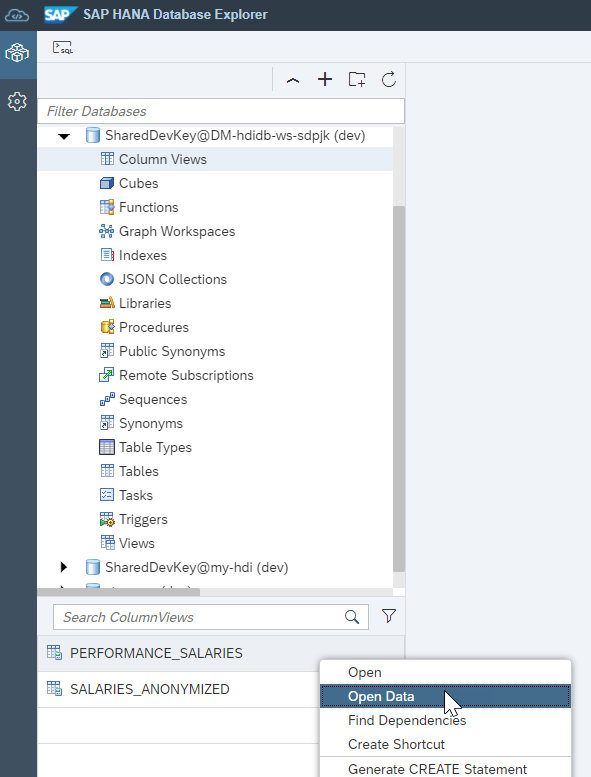 SAP SAP HANA Database Explorer
SQL
Filter Databases
SharedDevKey@DM-hdidb-ws-sdpjk (dev)
Column Views
Cubes
Functions
Graph Workspaces
Indexes
JSON Collections
Libraries
Procedures
Public Synonyms
Remote Subscriptions
Sequences
Synonyms
Table Types
Tables
Tasks
Triggers
Views
SharedDevKey@my-hdi (dev)
Search ColumnViews
PERFORMANCE_SALARIES
SALARIES_ANONYMIZED
Open
Open Data
Find Dependencies
Create Shortcut
Generate CREATE Statement